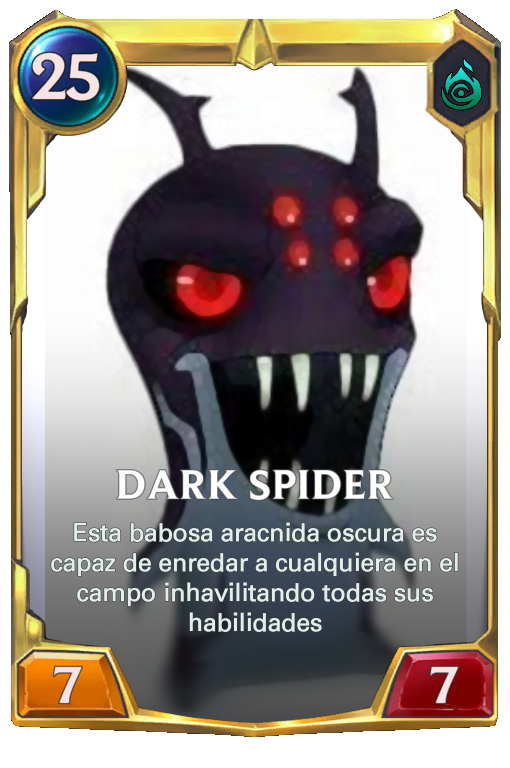 25
DARK SPIDER
Esta babosa aracnida oscura es
capaz de enredar a cualquiera en el
campo inhavilitando todas sus
habilidades
7
7